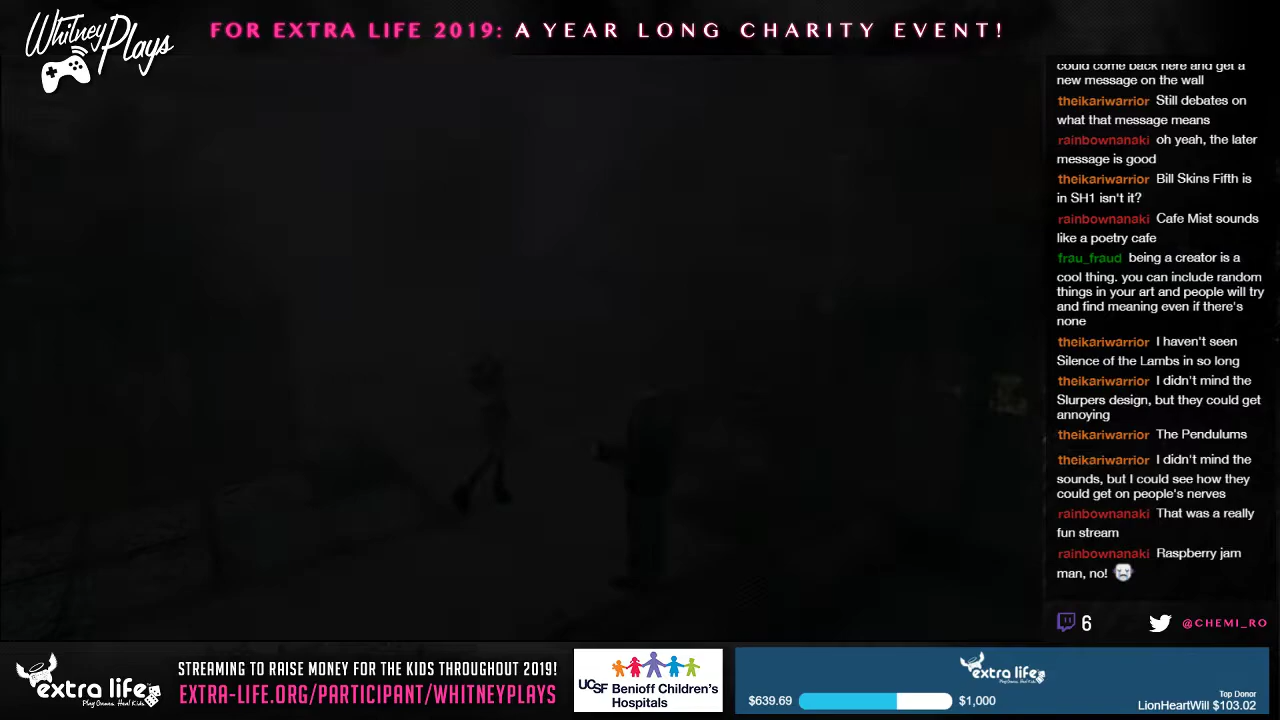 Whitney Plays
FOR EXTRA LIFE 2019: A YEAR LONG CHARITY EVENT!
could come back here and get a
new message on the wall
theikariwarrior Still debates on
what that message means
rainbownanaki oh yeah, the later
message is good
theikariwarrior Bill Skins Fifth is
in SH1 isn't it?
rainbownanaki Cafe Mist sounds
like a poetry cafe
frau_fraud being a creator is a
cool thing. you can include random
things in your art and people will try
and find meaning even if there's
none
theikariwarrior I haven't seen
Silence of the Lambs in so long
theikariwarrior I didn't mind the
Slurpers design, but they could get
annoying
theikariwarrior The Pendulums
theikariwarrior I didn't mind the
sounds, but I could see how they
could get on people's nerves
rainbownanaki That was a really
fun stream
rainbownanaki Raspberry jam
man, no!
6
@CHEMI_RO
extra life
Play Games. Heal Kids.
STREAMING TO RAISE MONEY FOR THE KIDS THROUGHOUT 2019!
EXTRA-LIFE.ORG/PARTICIPANT/WHITNEYPLAYS
UCSF Benioff Children's
Hospitals
extra life
Play Games. Heal Kids.
$639.69
$1,000
Top Donor
LionHeartWill $103.02